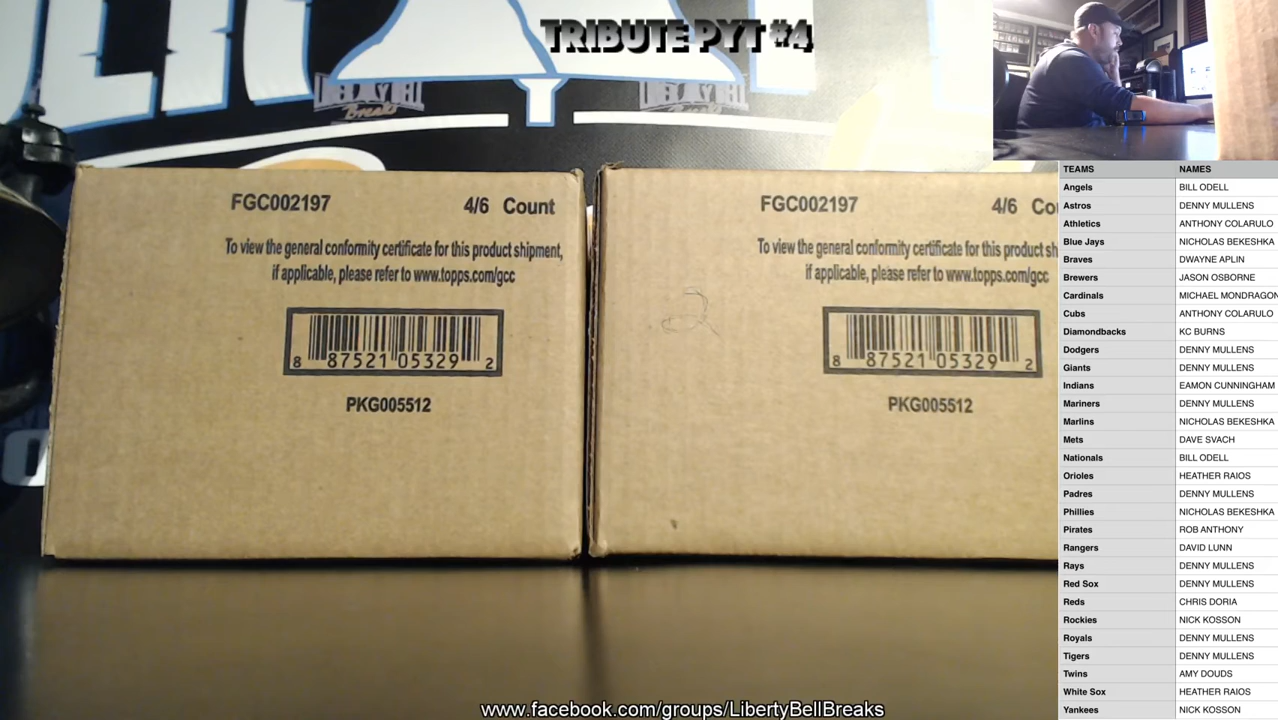 TRIBUTE PYT #4
FGC002197
4/6 Count
To view the general conformity certificate for this product shipment,
if applicable, please refer to www.topps.com/gcc
8 87521 05329 2
PKG005512
FGC002197
4/6 Co
To view the general conformity certificate for this product sh
if applicable, please refer to www.topps.com/gcc
2
8 87521 05329 2
PKG005512
TEAMS NAMES
Angels BILL ODELL
Astros DENNY MULLENS
Athletics ANTHONY COLARULO
Blue Jays NICHOLAS BEKESHKA
Braves DWAYNE APLIN
Brewers JASON OSBORNE
Cardinals MICHAEL MONDRAGON
Cubs ANTHONY COLARULO
Diamondbacks KC BURNS
Dodgers DENNY MULLENS
Giants DENNY MULLENS
Indians EAMON CUNNINGHAM
Mariners DENNY MULLENS
Marlins NICHOLAS BEKESHKA
Mets DAVE SVACH
Nationals BILL ODELL
Orioles HEATHER RAIOS
Padres DENNY MULLENS
Phillies NICHOLAS BEKESHKA
Pirates ROB ANTHONY
Rangers DAVID LUNN
Rays DENNY MULLENS
Red Sox DENNY MULLENS
Reds CHRIS DORIA
Rockies NICK KOSSON
Royals DENNY MULLENS
Tigers DENNY MULLENS
Twins AMY DOUDS
White Sox HEATHER RAIOS
Yankees NICK KOSSON
www.facebook.com/groups/LibertyBellBreaks